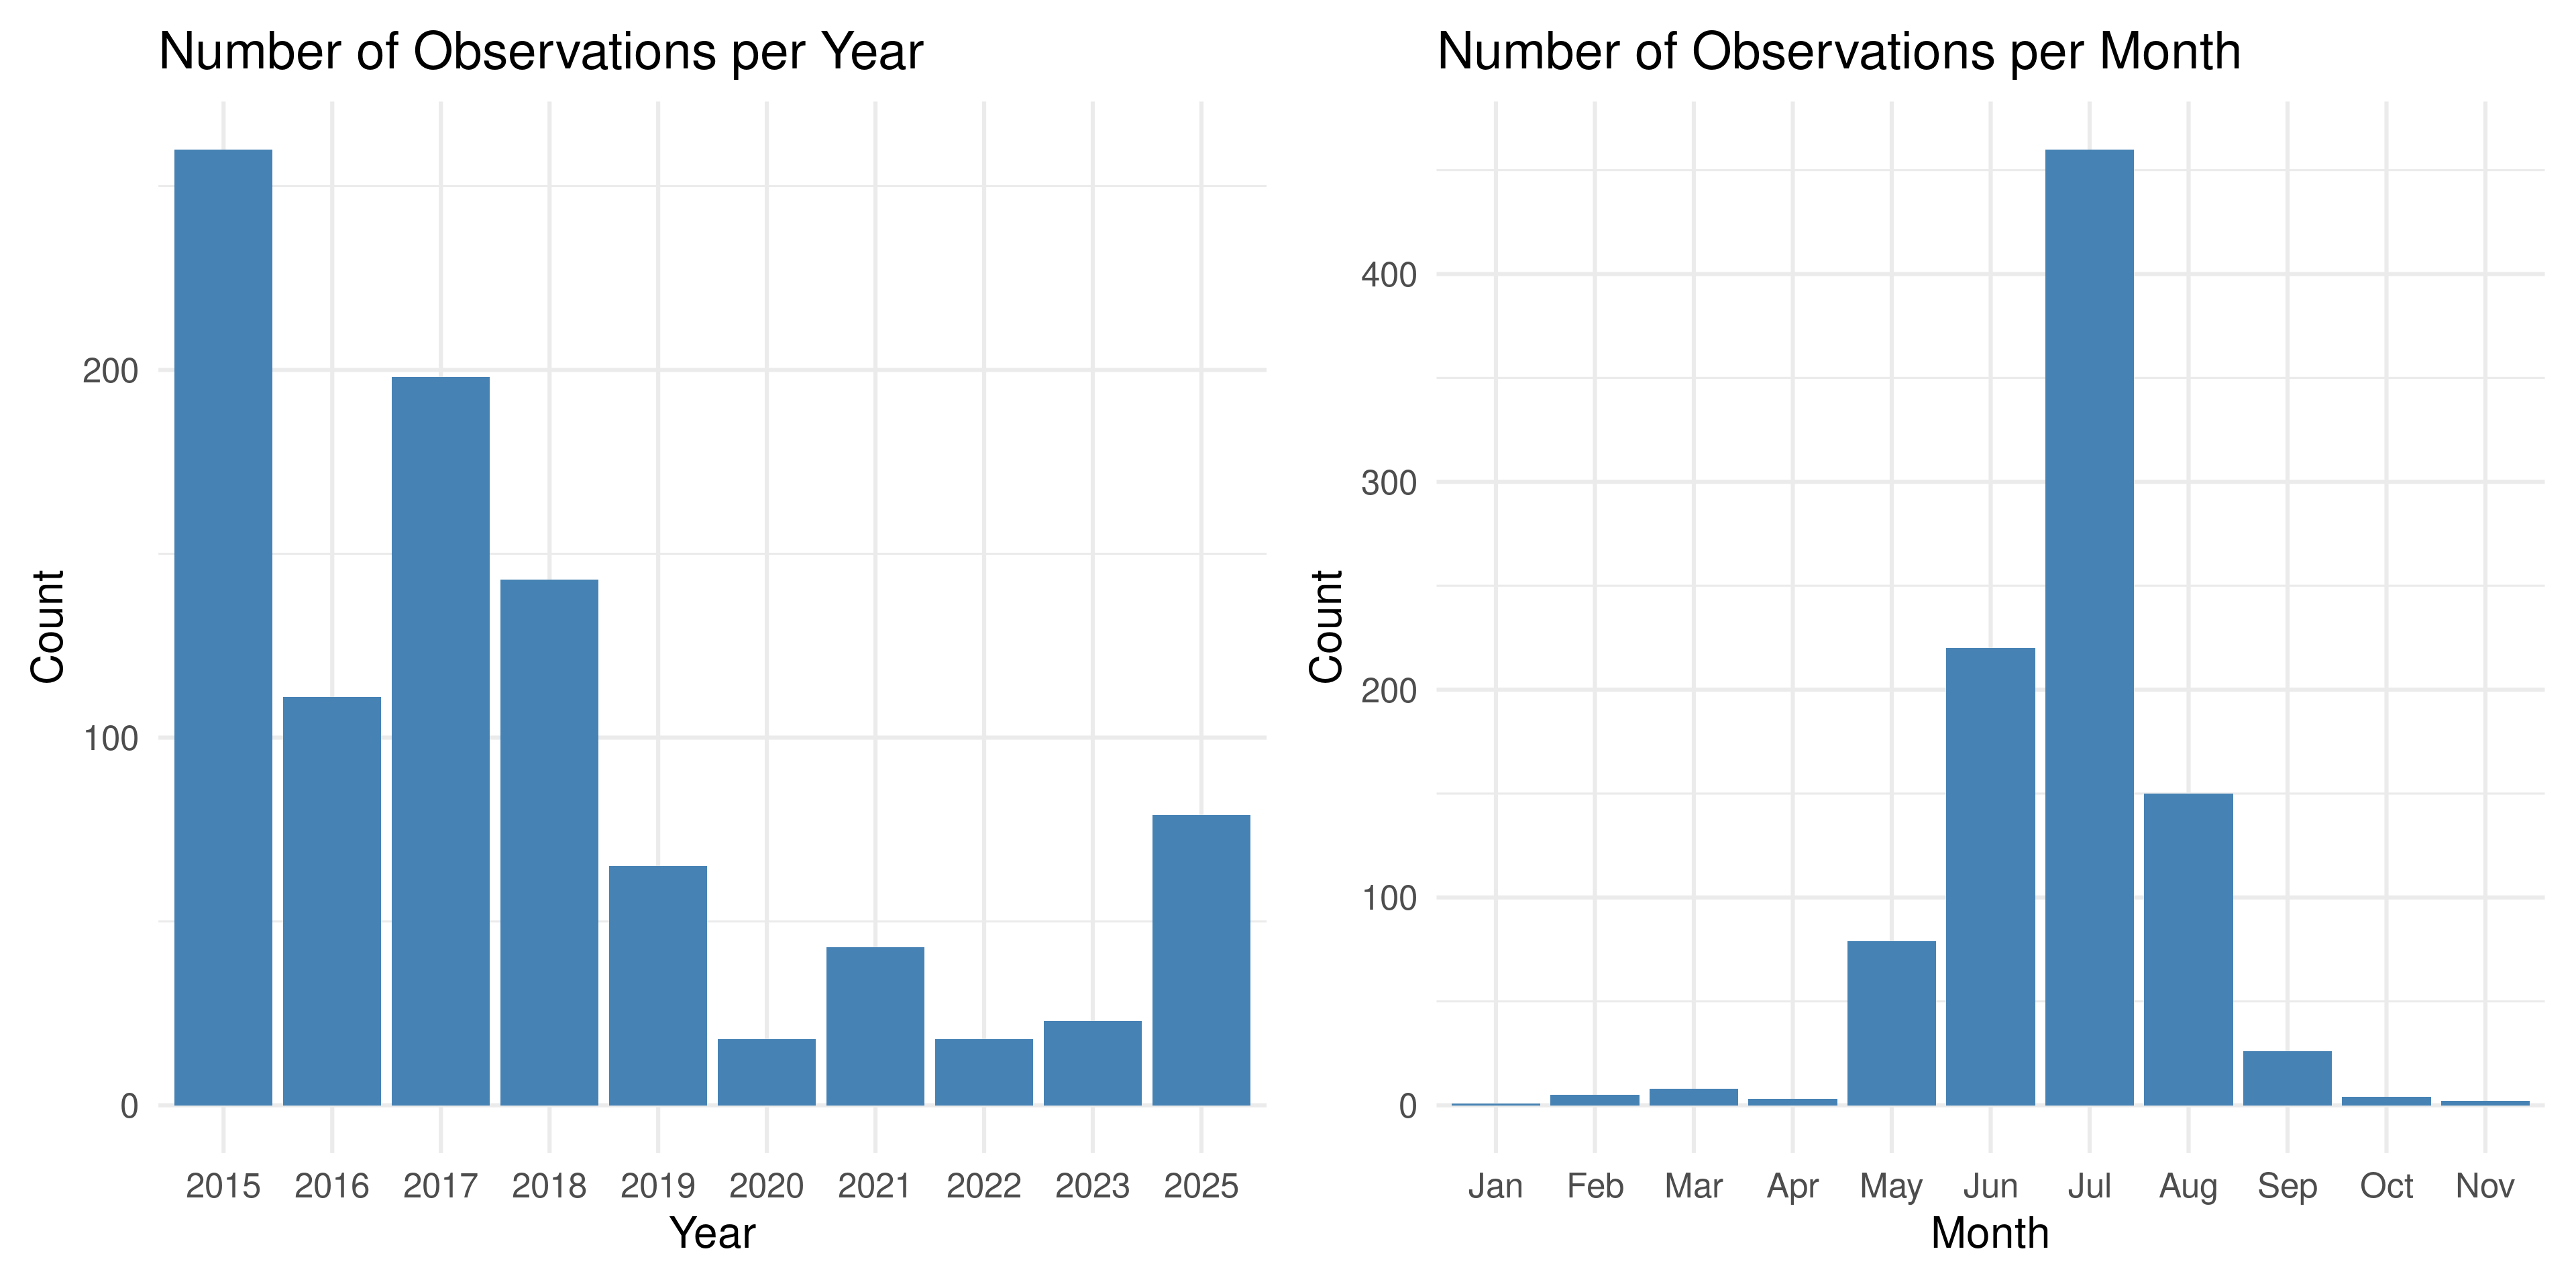 Number of Observations per Year
Count
200
100
0
2015 2016 2017 2018 2019 2020 2021 2022 2023 2025
Year
Number of Observations per Month
Count
400
300
200
100
0
Jan Feb Mar Apr May Jun Jul Aug Sep Oct Nov
Month